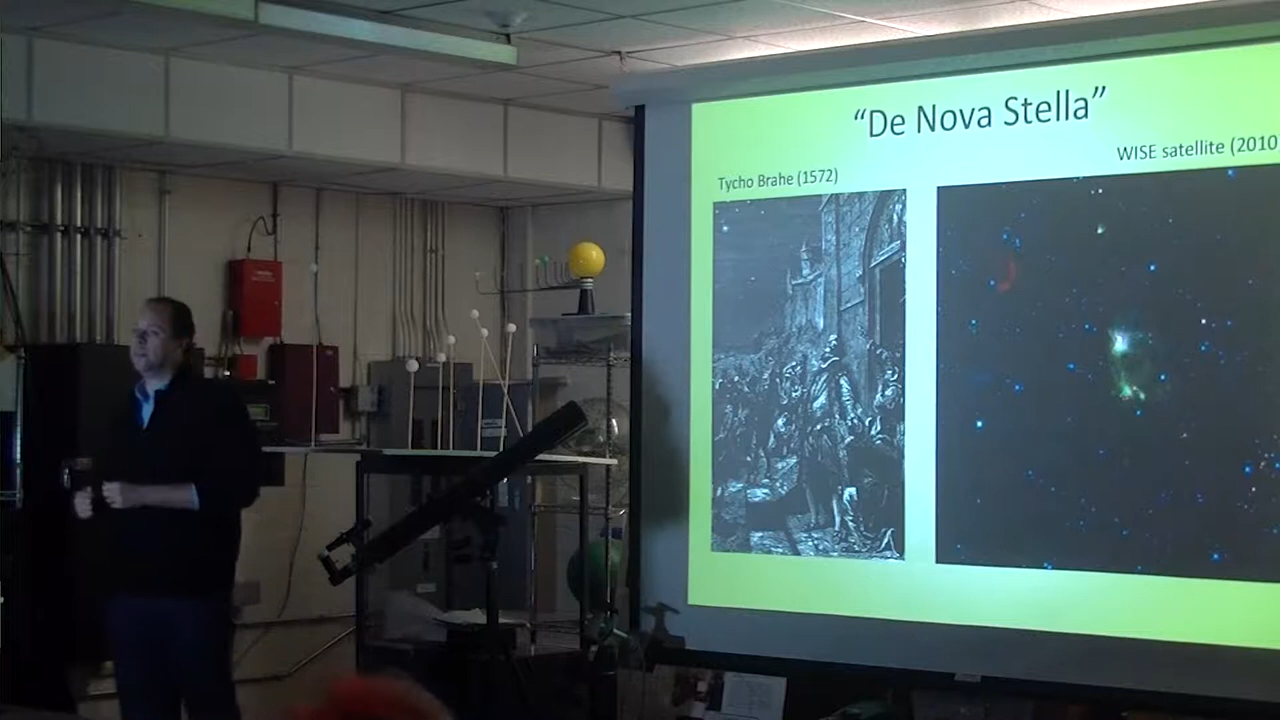 “De Nova Stella”
Tycho Brahe (1572)
WISE satellite (2010